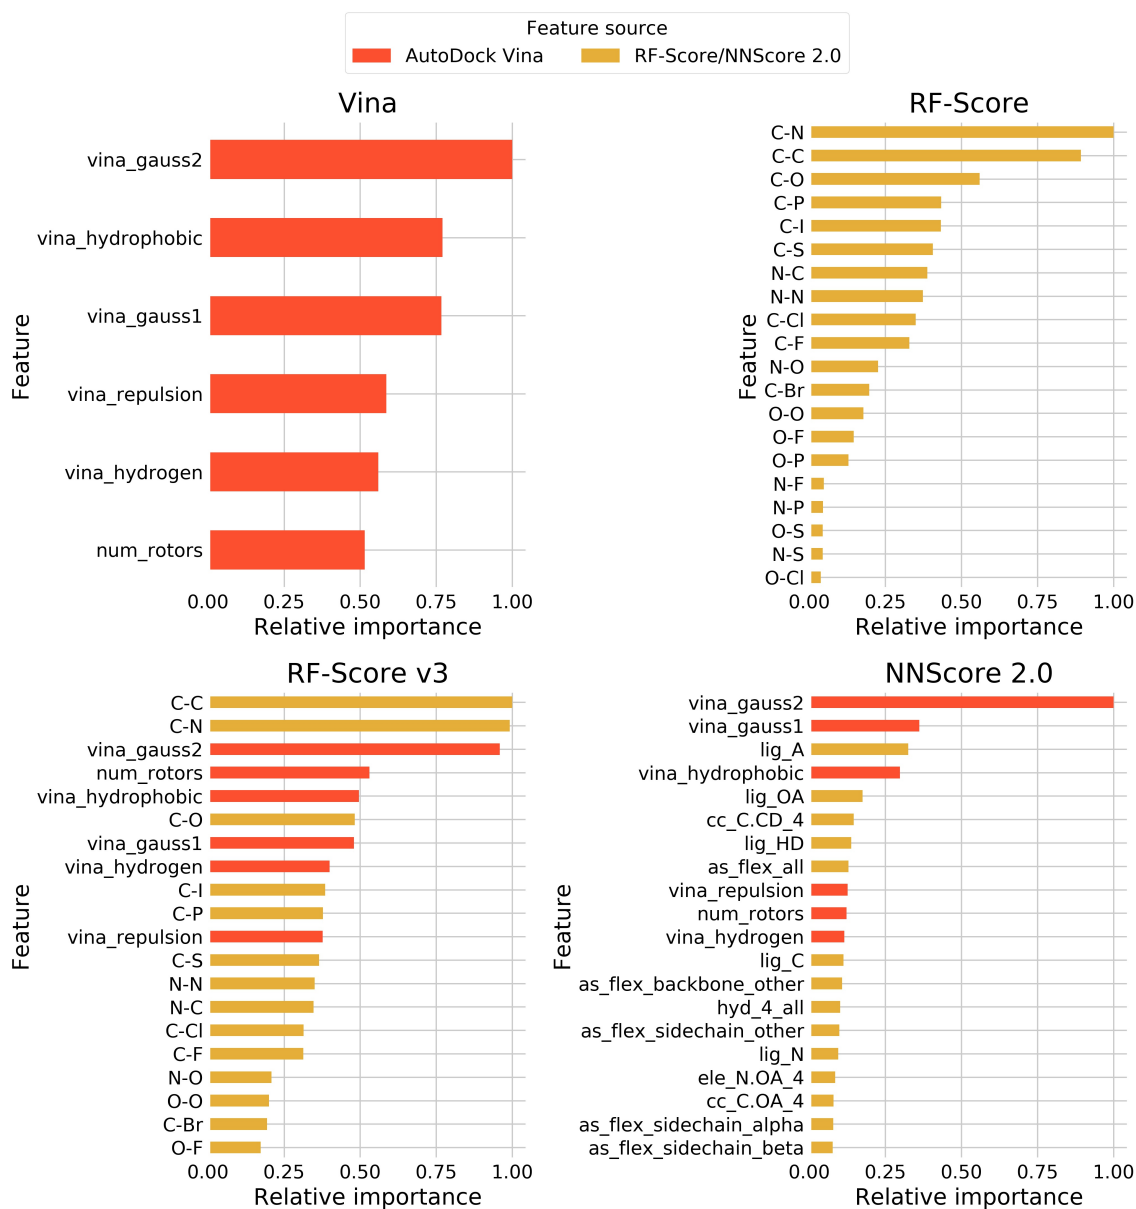 Feature source
AutoDock Vina RF-Score/NNScore 2.0
Vina
vina_gauss2
vina_hydrophobic
vina_gauss1
vina_repulsion
vina_hydrogen
num_rotors
Feature
0.00 0.25 0.50 0.75 1.00
Relative importance
RF-Score
C-N
C-C
C-O
C-P
C-I
C-S
N-C
N-N
C-Cl
C-F
N-O
C-Br
O-O
O-F
O-P
N-F
N-P
O-S
N-S
O-Cl
Feature
0.00 0.25 0.50 0.75 1.00
Relative importance
RF-Score v3
C-C
C-N
vina_gauss2
num_rotors
vina_hydrophobic
C-O
vina_gauss1
vina_hydrogen
C-I
C-P
vina_repulsion
C-S
N-N
N-C
C-Cl
C-F
N-O
O-O
C-Br
O-F
Feature
0.00 0.25 0.50 0.75 1.00
Relative importance
NNScore 2.0
vina_gauss2
vina_gauss1
lig_A
vina_hydrophobic
lig_OA
cc_C.CD_4
lig_HD
as_flex_all
vina_repulsion
num_rotors
vina_hydrogen
lig_C
as_flex_backbone_other
hyd_4_all
as_flex_sidechain_other
lig_N
ele_N.OA_4
cc_C.OA_4
as_flex_sidechain_alpha
as_flex_sidechain_beta
Feature
0.00 0.25 0.50 0.75 1.00
Relative importance